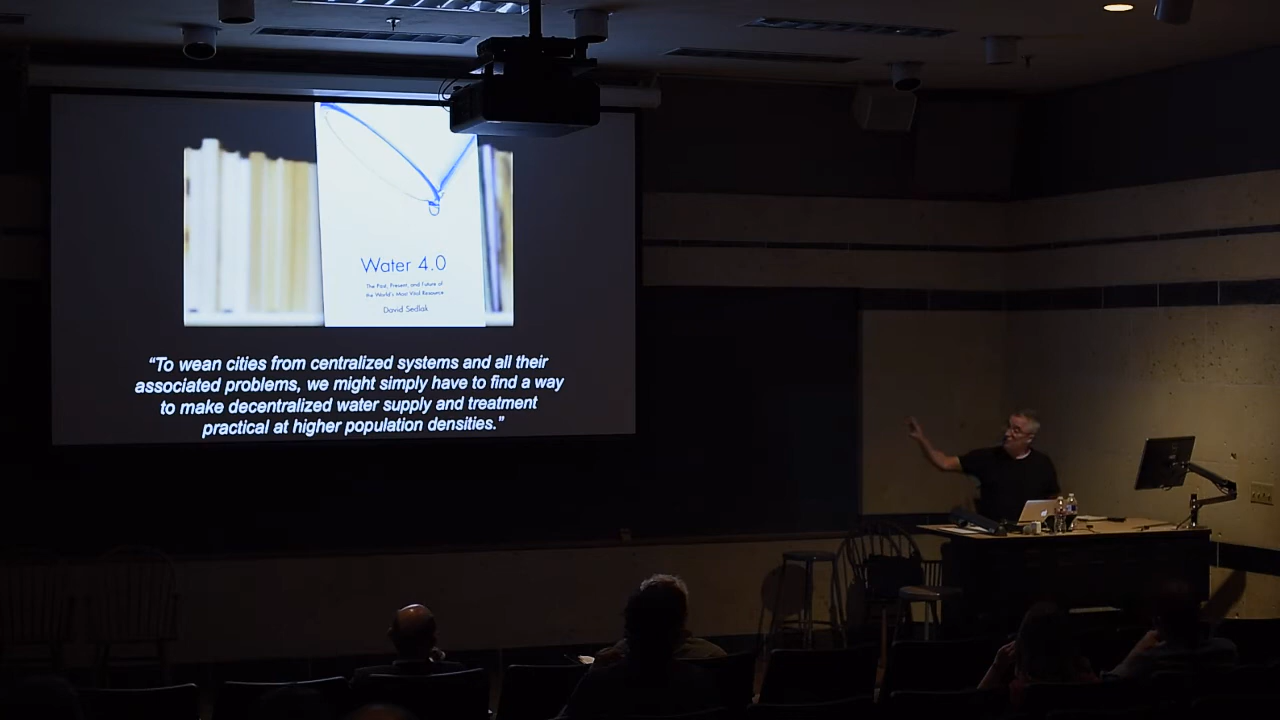 Water 4.0
The Past, Present, and Future of
the World's Most Vital Resource
David Sedlak
“To wean cities from centralized systems and all their
associated problems, we might simply have to find a way
to make decentralized water supply and treatment
practical at higher population densities.”